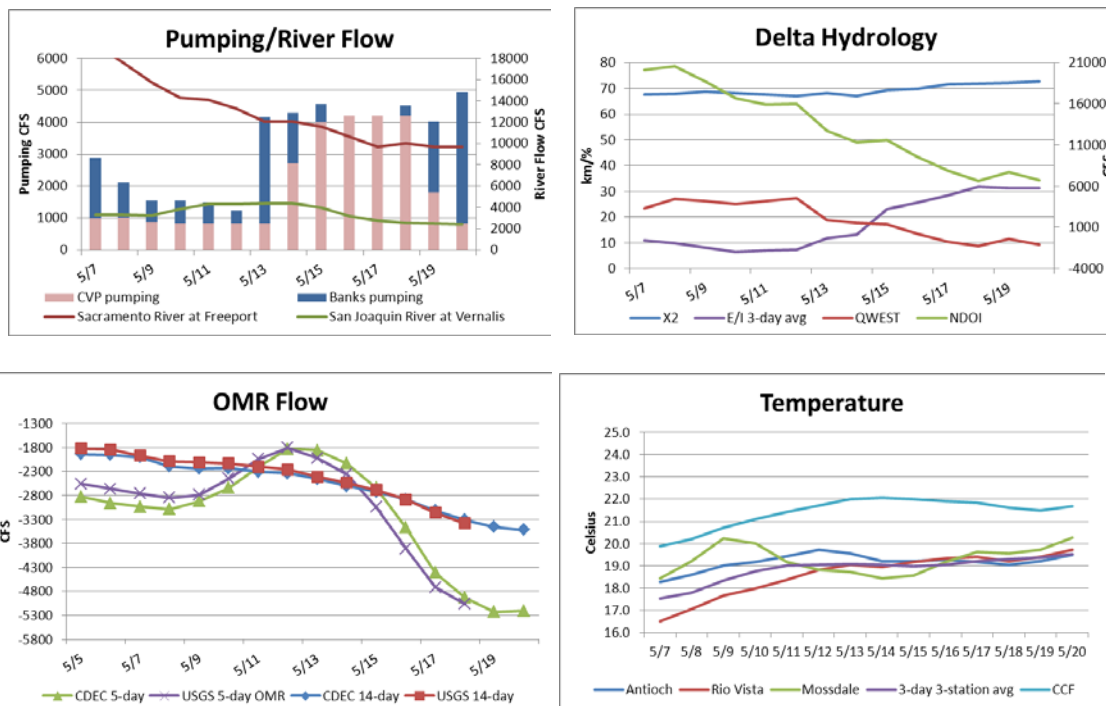 Pumping/River Flow
6000
5000
4000
3000
2000
1000
0
Pumping CFS
18000
16000
14000
12000
10000
8000
6000
4000
2000
0
River Flow CFS
5/7 5/9 5/11 5/13 5/15 5/17 5/19
CVP pumping Banks pumping
Sacramento River at Freeport San Joaquin River at Vernalis
Delta Hydrology
80
70
60
50
40
30
20
10
0
km/%
21000
16000
11000
6000
1000
-4000
CFS
5/7 5/9 5/11 5/13 5/15 5/17 5/19
X2 E/I 3-day avg QWEST NDOI
OMR Flow
-1300
-1800
-2300
-2800
-3300
-3800
-4300
-4800
-5300
-5800
CFS
5/5 5/7 5/9 5/11 5/13 5/15 5/17 5/19
CDEC 5-day USGS 5-day OMR CDEC 14-day USGS 14-day
Temperature
25.0
24.0
23.0
22.0
21.0
20.0
19.0
18.0
17.0
16.0
Celsius
5/7 5/8 5/9 5/10 5/11 5/12 5/13 5/14 5/15 5/16 5/17 5/18 5/19 5/20
Antioch Rio Vista Mossdale 3-day 3-station avg CCF